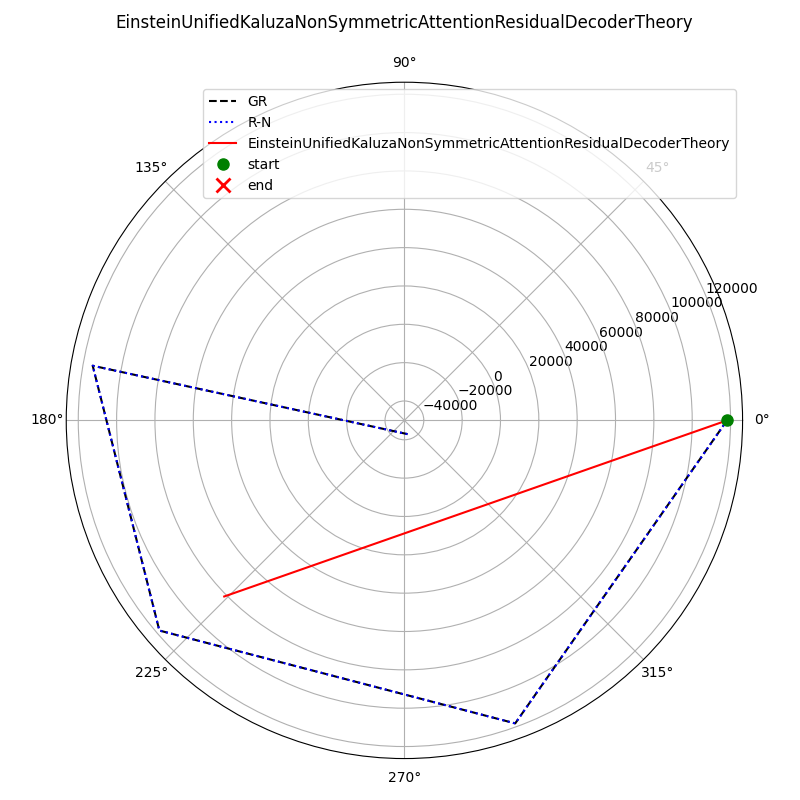 EinsteinUnifiedKaluzaNonSymmetricAttentionResidualDecoderTheory
90°
GR
R-N
EinsteinUnifiedKaluzaNonSymmetricAttentionResidualDecoderTheory
start
end
135°
45°
120000
100000
80000
60000
40000
20000
0
−20000
−40000
180°
0°
225°
315°
270°